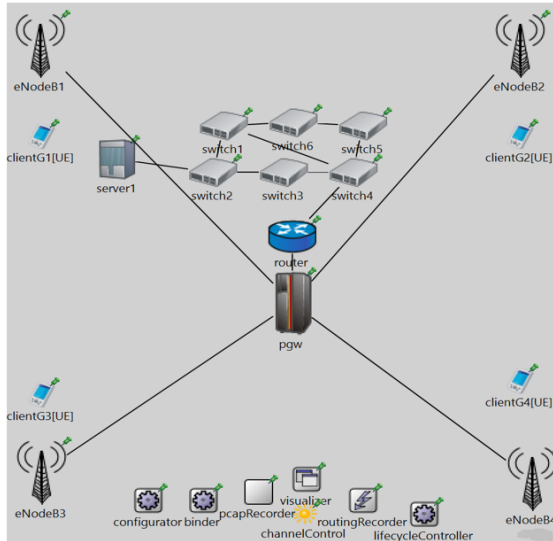 eNodeB1
eNodeB2
switch1
switch6
switch5
clientG1[UE]
clientG2[UE]
server1
switch2
switch3
switch4
router
pgw
clientG3[UE]
clientG4[UE]
eNodeB3
eNodeB4
visualizer
configurator
binder
pcapRecorder
routingRecorder
channelControl
lifecycleController